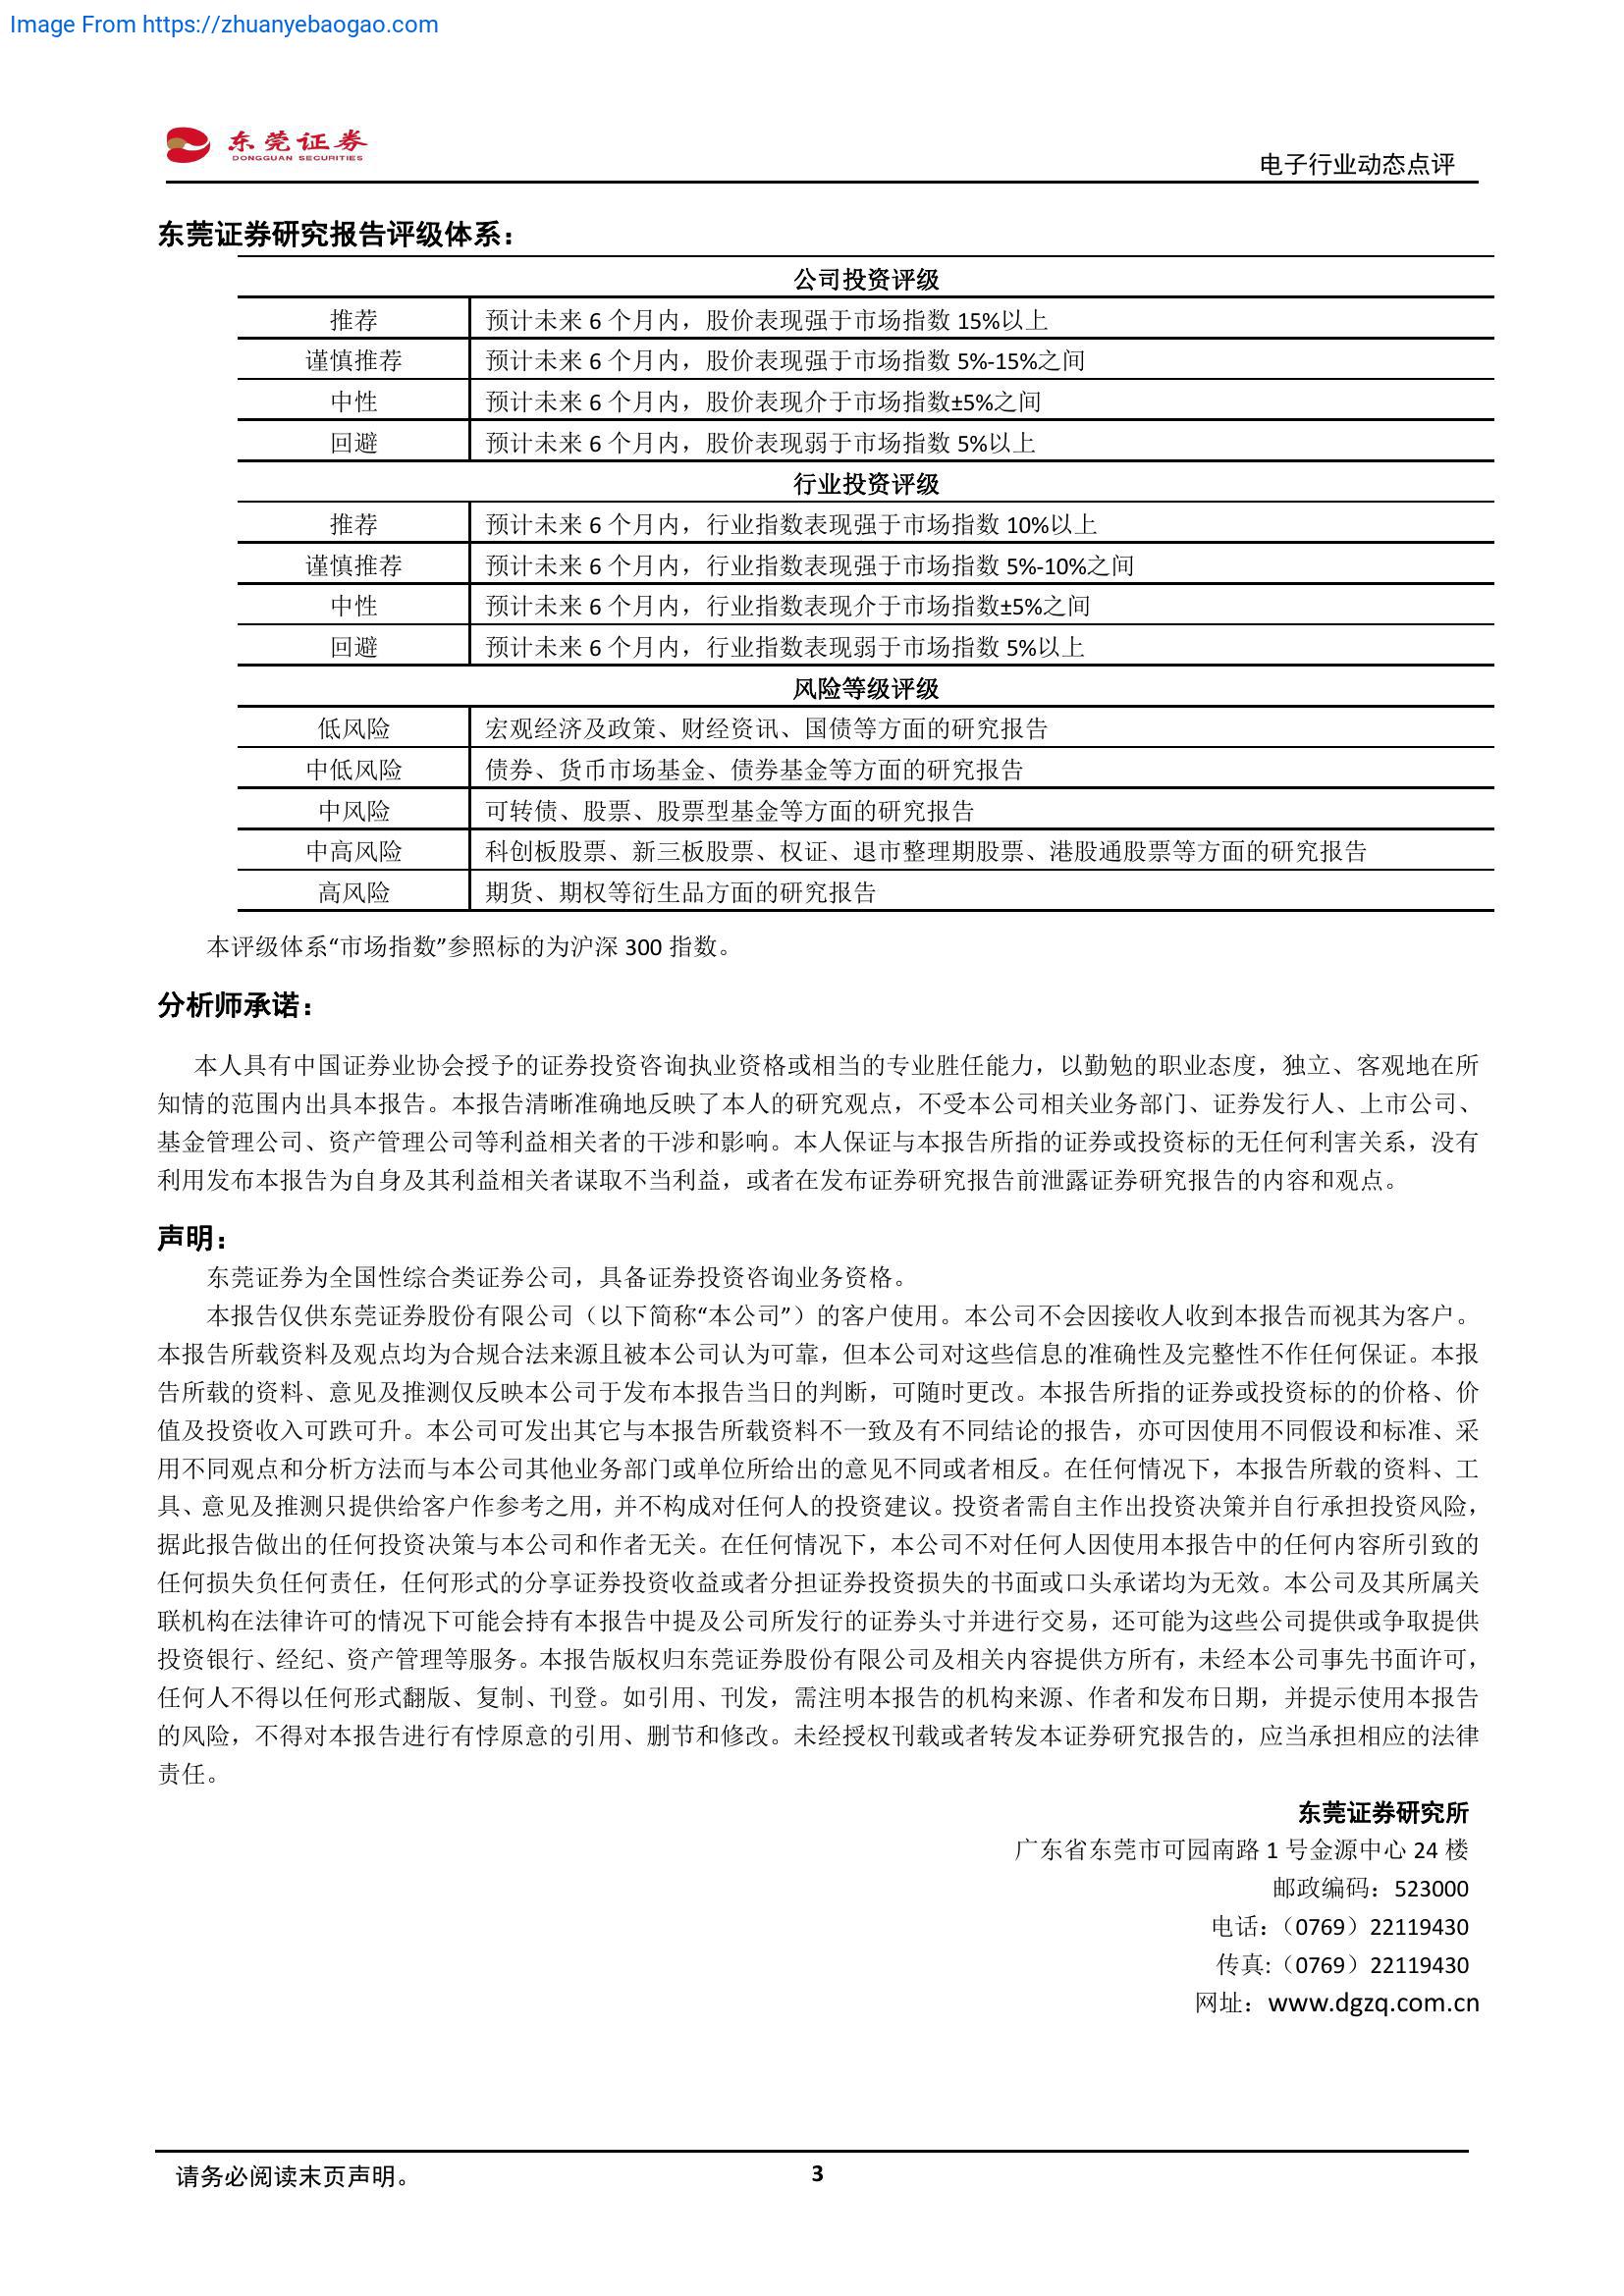 Image From https://zhuanyebaogao.com
东莞证券
DONGGUAN SECURITIES
电子行业动态点评
东莞证券研究报告评级体系：
公司投资评级
推荐 预计未来 6 个月内，股价表现强于市场指数 15%以上
谨慎推荐 预计未来 6 个月内，股价表现强于市场指数 5%-15%之间
中性 预计未来 6 个月内，股价表现介于市场指数±5%之间
回避 预计未来 6 个月内，股价表现弱于市场指数 5%以上
行业投资评级
推荐 预计未来 6 个月内，行业指数表现强于市场指数 10%以上
谨慎推荐 预计未来 6 个月内，行业指数表现强于市场指数 5%-10%之间
中性 预计未来 6 个月内，行业指数表现介于市场指数±5%之间
回避 预计未来 6 个月内，行业指数表现弱于市场指数 5%以上
风险等级评级
低风险 宏观经济及政策、财经资讯、国债等方面的研究报告
中低风险 债券、货币市场基金、债券基金等方面的研究报告
中风险 可转债、股票、股票型基金等方面的研究报告
中高风险 科创板股票、新三板股票、权证、退市整理期股票、港股通股票等方面的研究报告
高风险 期货、期权等衍生品方面的研究报告
本评级体系“市场指数”参照标的为沪深 300 指数。
分析师承诺：
本人具有中国证券业协会授予的证券投资咨询执业资格或相当的专业胜任能力，以勤勉的职业态度，独立、客观地在所
知情的范围内出具本报告。本报告清晰准确地反映了本人的研究观点，不受本公司相关业务部门、证券发行人、上市公司、
基金管理公司、资产管理公司等利益相关者的干涉和影响。本人保证与本报告所指的证券或投资标的无任何利害关系，没有
利用发布本报告为自身及其利益相关者谋取不当利益，或者在发布证券研究报告前泄露证券研究报告的内容和观点。
声明：
东莞证券为全国性综合类证券公司，具备证券投资咨询业务资格。
本报告仅供东莞证券股份有限公司（以下简称“本公司”）的客户使用。本公司不会因接收人收到本报告而视其为客户。
本报告所载资料及观点均为合规合法来源且被本公司认为可靠，但本公司对这些信息的准确性及完整性不作任何保证。本报
告所载的资料、意见及推测仅反映本公司于发布本报告当日的判断，可随时更改。本报告所指的证券或投资标的的价格、价
值及投资收入可跌可升。本公司可发出其它与本报告所载资料不一致及有不同结论的报告，亦可因使用不同假设和标准、采
用不同观点和分析方法而与本公司其他业务部门或单位所给出的意见不同或者相反。在任何情况下，本报告所载的资料、工
具、意见及推测只提供给客户作参考之用，并不构成对任何人的投资建议。投资者需自主作出投资决策并自行承担投资风险，
据此报告做出的任何投资决策与本公司和作者无关。在任何情况下，本公司不对任何人因使用本报告中的任何内容所引致的
任何损失负任何责任，任何形式的分享证券投资收益或者分担证券投资损失的书面或口头承诺均为无效。本公司及其所属关
联机构在法律许可的情况下可能会持有本报告中提及公司所发行的证券头寸并进行交易，还可能为这些公司提供或争取提供
投资银行、经纪、资产管理等服务。本报告版权归东莞证券股份有限公司及相关内容提供方所有，未经本公司事先书面许可，
任何人不得以任何形式翻版、复制、刊登。如引用、刊发，需注明本报告的机构来源、作者和发布日期，并提示使用本报告
的风险，不得对本报告进行有悖原意的引用、删节和修改。未经授权刊载或者转发本证券研究报告的，应当承担相应的法律
责任。
东莞证券研究所
广东省东莞市可园南路 1 号金源中心 24 楼
邮政编码：523000
电话：（0769）22119430
传真:（0769）22119430
网址：www.dgzq.com.cn
请务必阅读末页声明。
3